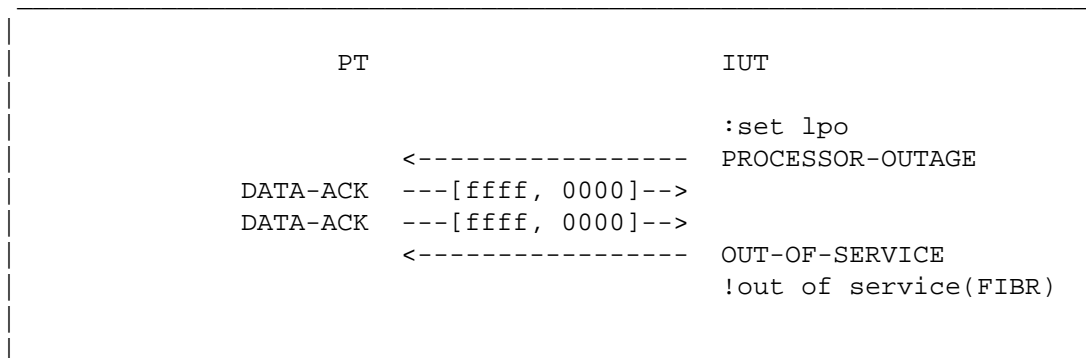 PT IUT
:set lpo
<----------------- PROCESSOR-OUTAGE
DATA-ACK ---[ffff, 0000]-->
DATA-ACK ---[ffff, 0000]-->
<----------------- OUT-OF-SERVICE
!out of service(FIBR)